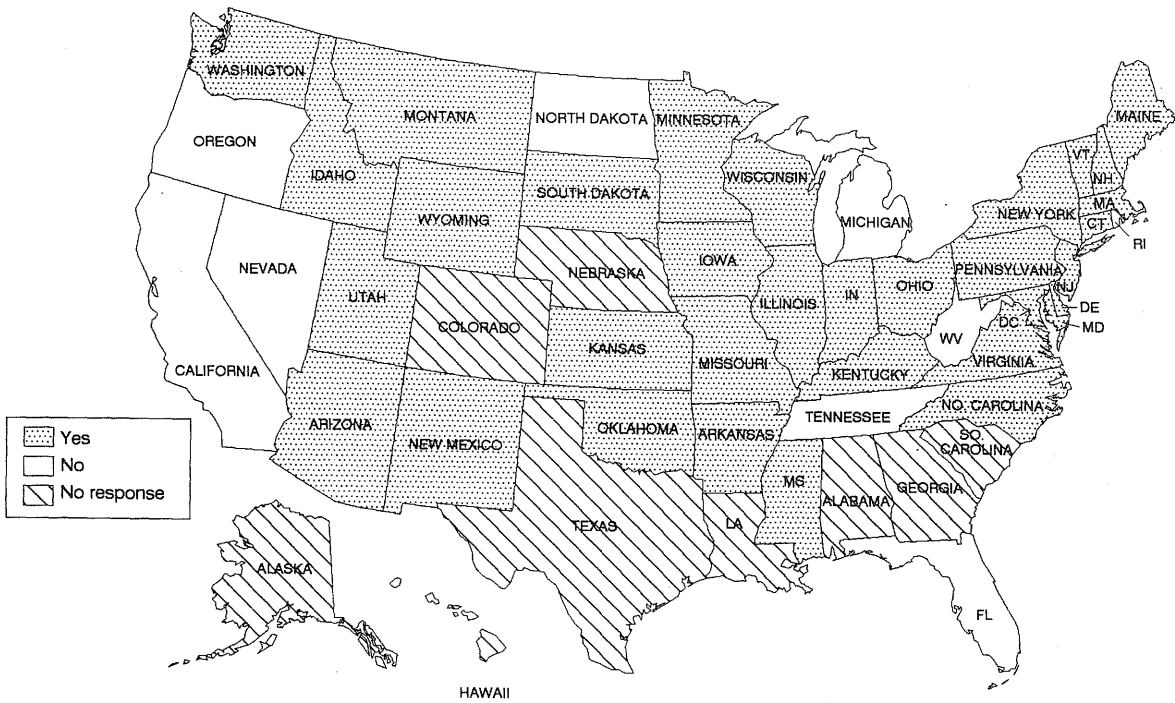 WASHINGTON
MONTANA
NORTH DAKOTA
MINNESOTA
MAINE
OREGON
IDAHO
WYOMING
SOUTH DAKOTA
WISCONSIN
MICHIGAN
VT
NH
NEW YORK
MA
CT
RI
NEVADA
UTAH
NEBRASKA
IOWA
ILLINOIS
IN
OHIO
PENNSYLVANIA
NJ
DE
MD
DC
WV
CALIFORNIA
COLORADO
KANSAS
MISSOURI
KENTUCKY
VIRGINIA
ARIZONA
NEW MEXICO
OKLAHOMA
ARKANSAS
TENNESSEE
NO. CAROLINA
SO.
CAROLINA
Yes
No
No response
TEXAS
LA
MS
ALABAMA
GEORGIA
ALASKA
FL
HAWAII